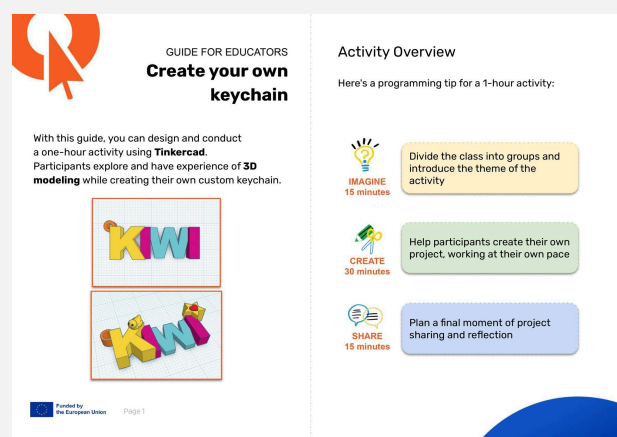 GUIDE FOR EDUCATORS
Create your own
keychain
With this guide, you can design and conduct
a one-hour activity using Tinkercad.
Participants explore and have experience of 3D
modeling while creating their own custom keychain.
KIWI
KIWI
Funded by
the European Union
Page 1
Activity Overview
Here's a programming tip for a 1-hour activity:
IMAGINE
15 minutes
Divide the class into groups and
introduce the theme of the
activity
CREATE
30 minutes
Help participants create their own
project, working at their own pace
SHARE
15 minutes
Plan a final moment of project
sharing and reflection